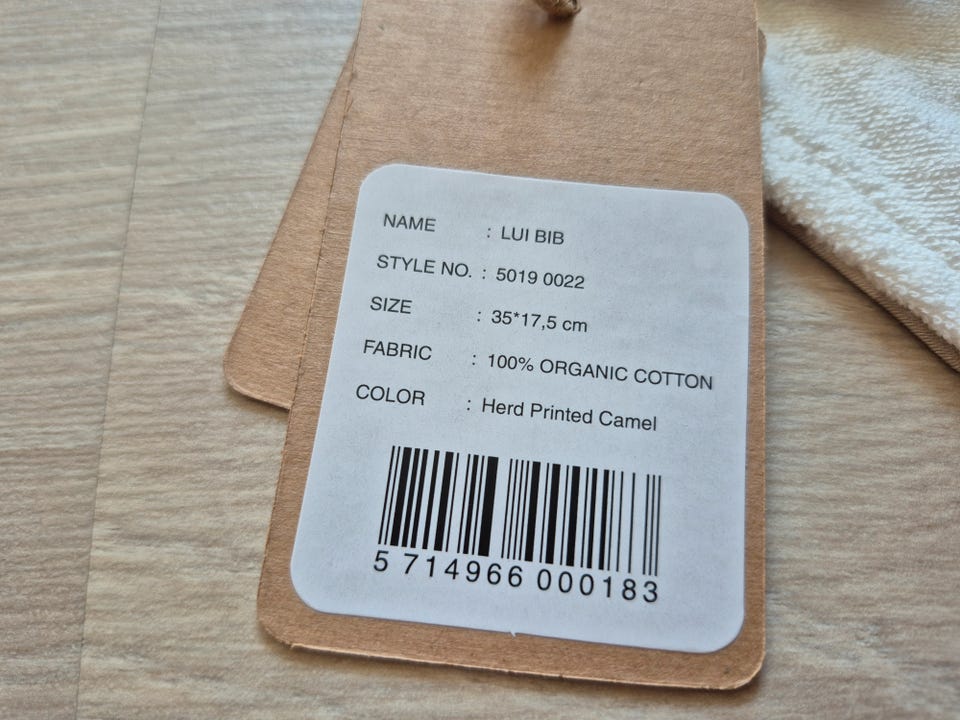 NAME : LUI BIB
STYLE NO. : 5019 0022
SIZE : 35*17,5 cm
FABRIC : 100% ORGANIC COTTON
COLOR : Herd Printed Camel
5 714966 000183